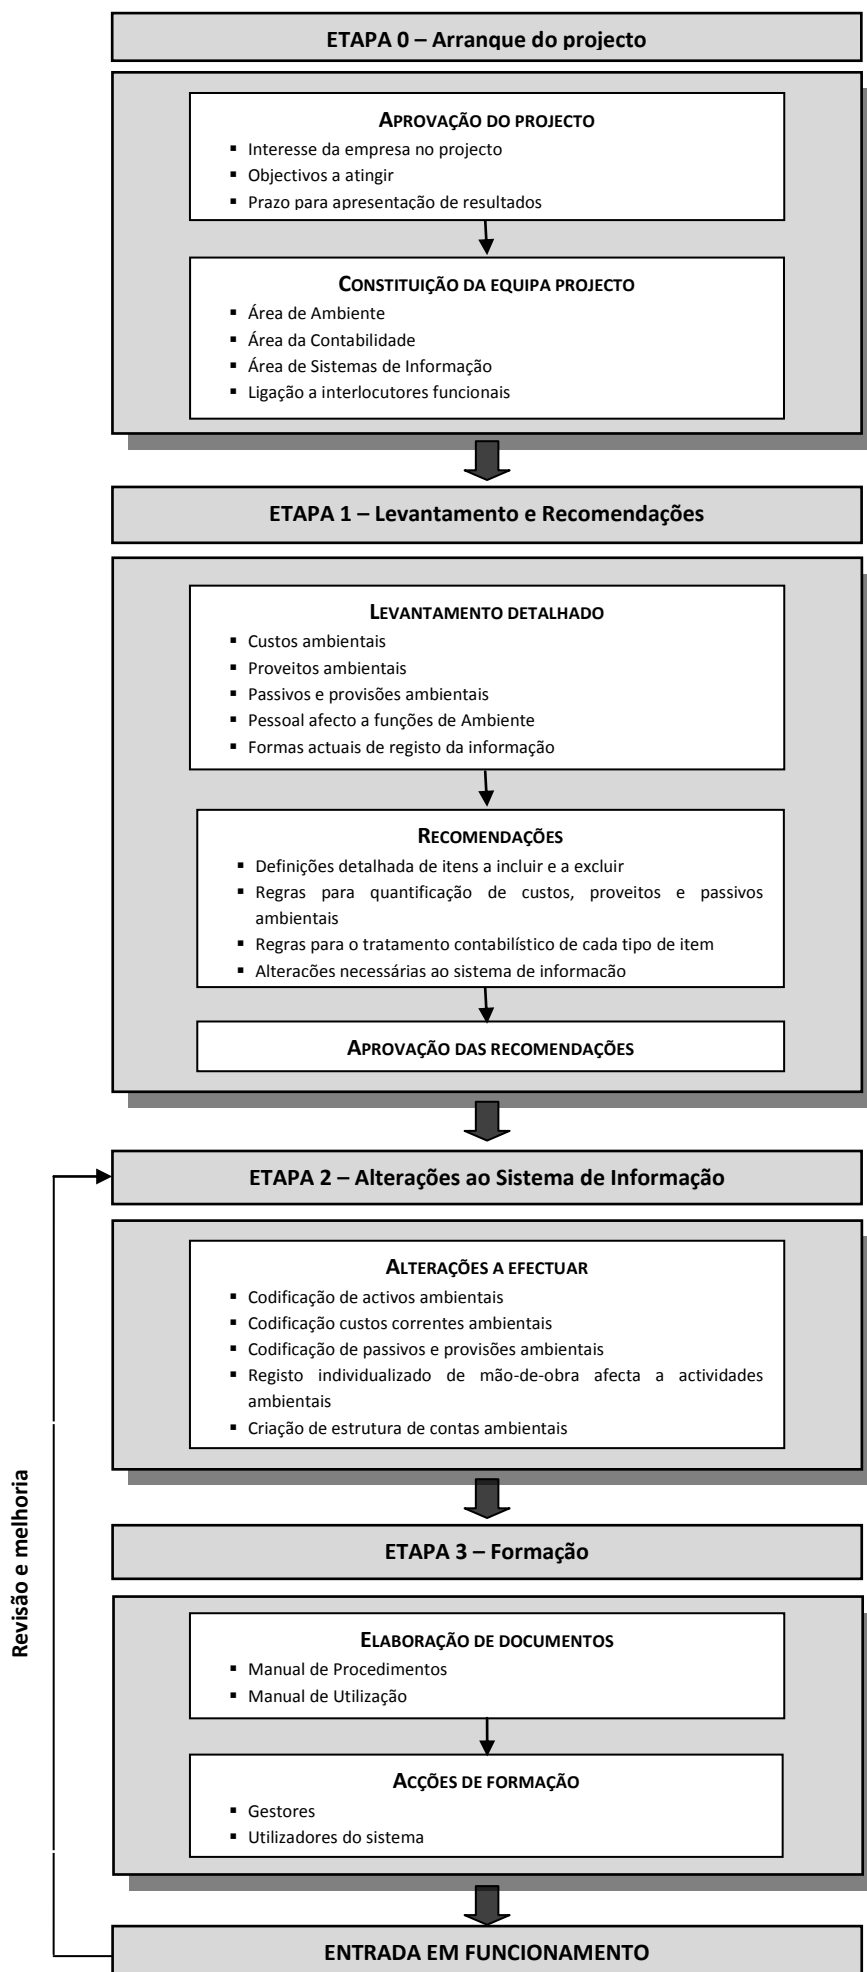 ETAPA 0 – Arranque do projecto
APROVAÇÃO DO PROJECTO
▪ Interesse da empresa no projecto
▪ Objectivos a atingir
▪ Prazo para apresentação de resultados
CONSTITUIÇÃO DA EQUIPA PROJECTO
▪ Área de Ambiente
▪ Área da Contabilidade
▪ Área de Sistemas de Informação
▪ Ligação a interlocutores funcionais
ETAPA 1 – Levantamento e Recomendações
LEVANTAMENTO DETALHADO
▪ Custos ambientais
▪ Proveitos ambientais
▪ Passivos e provisões ambientais
▪ Pessoal afecto a funções de Ambiente
▪ Formas actuais de registo da informação
RECOMENDAÇÕES
▪ Definições detalhada de itens a incluir e a excluir
▪ Regras para quantificação de custos, proveitos e passivos
ambientais
▪ Regras para o tratamento contabilístico de cada tipo de item
▪ Alterações necessárias ao sistema de informação
APROVAÇÃO DAS RECOMENDAÇÕES
ETAPA 2 – Alterações ao Sistema de Informação
ALTERAÇÕES A EFECTUAR
▪ Codificação de activos ambientais
▪ Codificação custos correntes ambientais
▪ Codificação de passivos e provisões ambientais
▪ Registo individualizado de mão-de-obra afecta a actividades
ambientais
▪ Criação de estrutura de contas ambientais
Revisão e melhoria
ETAPA 3 – Formação
ELABORAÇÃO DE DOCUMENTOS
▪ Manual de Procedimentos
▪ Manual de Utilização
ACÇÕES DE FORMAÇÃO
▪ Gestores
▪ Utilizadores do sistema
ENTRADA EM FUNCIONAMENTO